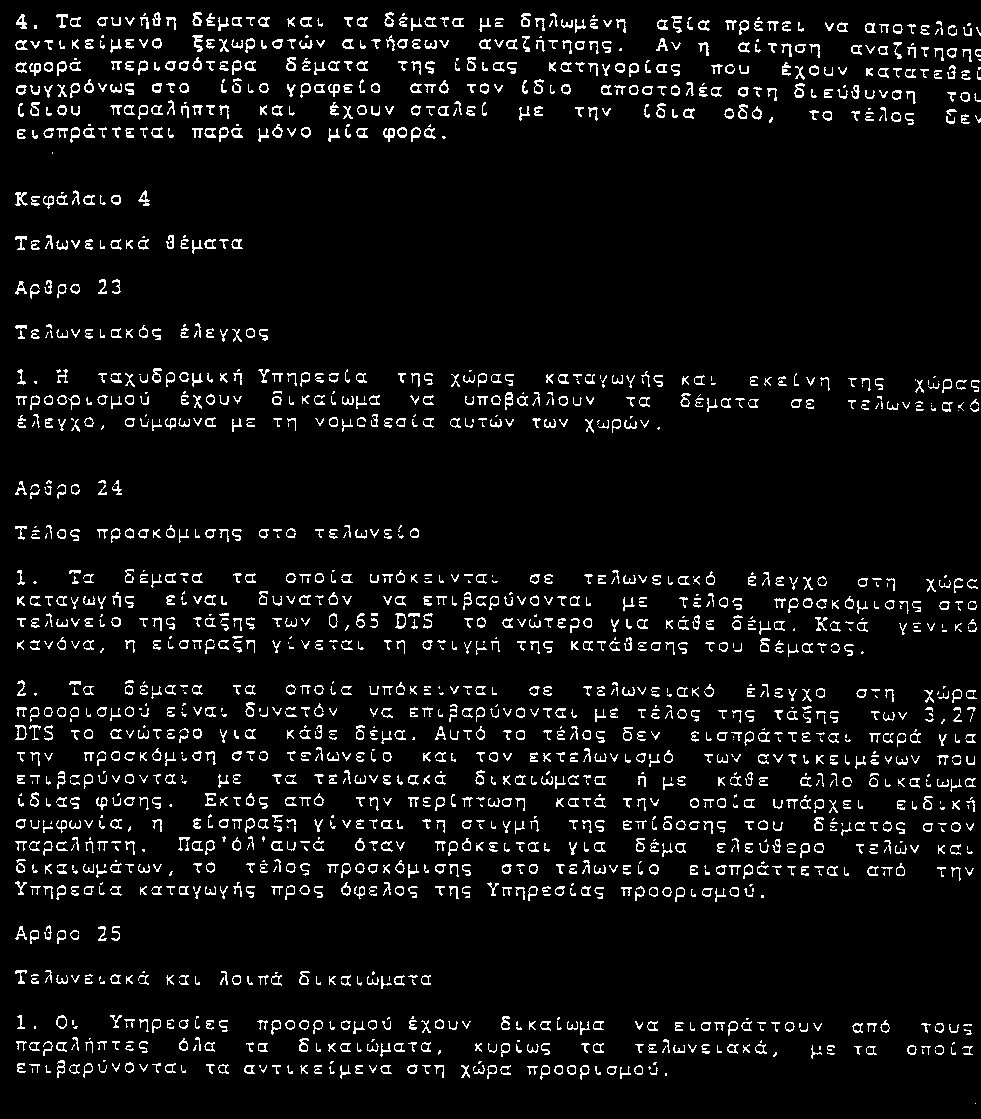 4. Τα συνήθη δέματα και τα δέματα με δηλωμένη αξία πρέπει να αποτελούν
αντικείμενο ξεχωριστών αιτήσεων αναζήτησης. Αν η αίτηση αναζήτησης
αφορά περισσότερα δέματα της ίδιας κατηγορίας που έχουν κατατεθεί
συγχρόνως στο ίδιο γραφείο από τον ίδιο αποστολέα στη διεύθυνση του
ίδιου παραλήπτη και έχουν σταλεί με την ίδια οδό, το τέλος δεν
εισπράττεται παρά μόνο μία φορά.
Κεφάλαιο 4
Τελωνειακά θέματα
Αρθρο 23
Τελωνειακός έλεγχος
1. Η ταχυδρομική Υπηρεσία της χώρας καταγωγής και εκείνη της χώρας
προορισμού έχουν δικαίωμα να υποβάλλουν τα δέματα σε τελωνειακό
έλεγχο, σύμφωνα με τη νομοθεσία αυτών των χωρών.
Αρθρο 24
Τέλος προσκόμισης στο τελωνείο
1. Τα δέματα τα οποία υπόκεινται σε τελωνειακό έλεγχο στη χώρα
καταγωγής είναι δυνατόν να επιβαρύνονται με τέλος προσκόμισης στο
τελωνείο της τάξης των 0,65 DTS το ανώτερο για κάθε δέμα. Κατά γενικό
κανόνα, η είσπραξη γίνεται τη στιγμή της κατάθεσης του δέματος.
2. Τα δέματα τα οποία υπόκεινται σε τελωνειακό έλεγχο στη χώρα
προορισμού είναι δυνατόν να επιβαρύνονται με τέλος της τάξης των 3,27
DTS το ανώτερο για κάθε δέμα. Αυτό το τέλος δεν εισπράττεται παρά για
την προσκόμιση στο τελωνείο και τον εκτελωνισμό των αντικειμένων που
επιβαρύνονται με τα τελωνειακά δικαιώματα ή με κάθε άλλο δικαίωμα
ίδιας φύσης. Εκτός από την περίπτωση κατά την οποία υπάρχει ειδική
συμφωνία, η είσπραξη γίνεται τη στιγμή της επίδοσης του δέματος στον
παραλήπτη. Παρ'όλ'αυτά όταν πρόκειται για δέμα ελεύθερο τελών και
δικαιωμάτων, το τέλος προσκόμισης στο τελωνείο εισπράττεται από την
Υπηρεσία καταγωγής προς όφελος της Υπηρεσίας προορισμού.
Αρθρο 25
Τελωνειακά και λοιπά δικαιώματα
1. Οι Υπηρεσίες προορισμού έχουν δικαίωμα να εισπράττουν από τους
παραλήπτες όλα τα δικαιώματα, κυρίως τα τελωνειακά, με τα οποία
επιβαρύνονται τα αντικείμενα στη χώρα προορισμού.